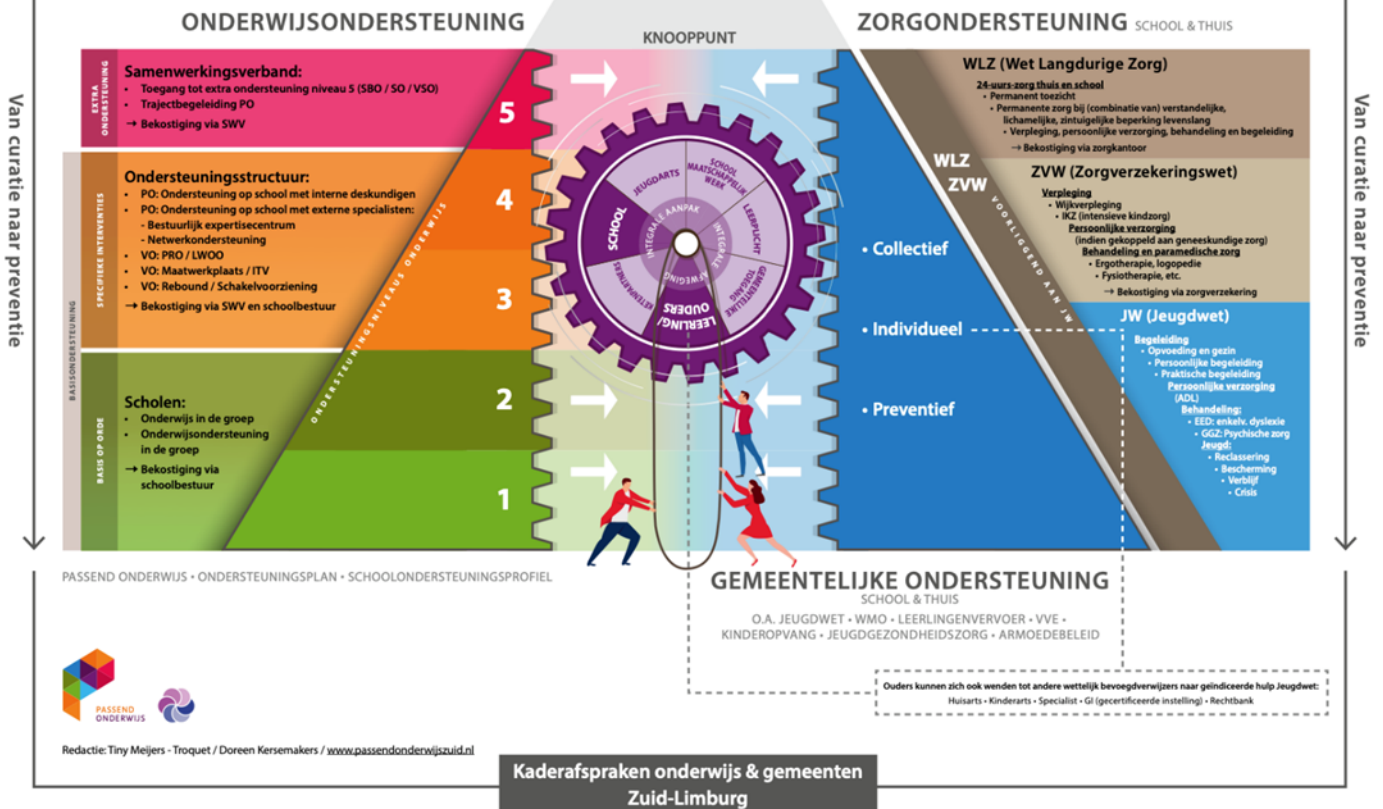 ONDERWIJSONDERSTEUNING
KNOOPPUNT
ZORGONDERSTEUNING SCHOOL & THUIS
Van curatie naar preventie
EXTRA
ONDERSTEUNING
Samenwerkingsverband:
• Toegang tot extra ondersteuning niveau 5 (SBO / SO / VSO)
• Trajectbegeleiding PO
→ Bekostiging via SWV
BASISONDERSTEUNING
SPECIFIEKE INTERVENTIES
Ondersteuningsstructuur:
• PO: Ondersteuning op school met interne deskundigen
• PO: Ondersteuning op school met externe specialisten:
- Bestuurlijk expertisecentrum
- Netwerkondersteuning
• VO: PRO / LWOO
• VO: Maatwerkplaats / ITV
• VO: Rebound / Schakelvoorziening
→ Bekostiging via SWV en schoolbestuur
BASIS OP ORDE
Scholen:
• Onderwijs in de groep
• Onderwijsondersteuning
in de groep
→ Bekostiging via
schoolbestuur
ONDERSTEUNINGSNIVEAUS ONDERWIJS
5
4
3
2
1
JEUGDARTS
SCHOOL
MAATSCHAPPELIJK
WERK
LEERPLICHT
GEMEENTELIJKE
TOEGANG
LEERLING/
OUDERS
KETENPARTNERS
SCHOOL
INTEGRALE AANPAK
INTEGRALE
AFWEGING
• Collectief
• Individueel
• Preventief
WLZ
ZVW
VOORLIGGEND AAN JW
WLZ (Wet Langdurige Zorg)
24-uurs-zorg thuis en school
• Permanent toezicht
• Permanente zorg bij (combinatie van) verstandelijke,
lichamelijke, zintuigelijke beperking levenslang
• Verpleging, persoonlijke verzorging, behandeling en begeleiding
→ Bekostiging via zorgkantoor
ZVW (Zorgverzekeringswet)
Verpleging
• Wijkverpleging
• IKZ (intensieve kindzorg)
Persoonlijke verzorging
(indien gekoppeld aan geneeskundige zorg)
Behandeling en paramedische zorg
• Ergotherapie, logopedie
• Fysiotherapie, etc.
→ Bekostiging via zorgverzekering
JW (Jeugdwet)
Begeleiding
• Opvoeding en gezin
• Persoonlijke begeleiding
• Praktische begeleiding
Persoonlijke verzorging
(ADL)
Behandeling:
• EED: enkelv. dyslexie
• GGZ: Psychische zorg
Jeugd:
• Reclassering
• Bescherming
• Verblijf
• Crisis
Van curatie naar preventie
PASSEND ONDERWIJS • ONDERSTEUNINGSPLAN • SCHOOLONDERSTEUNINGSPROFIEL
GEMEENTELIJKE ONDERSTEUNING
SCHOOL & THUIS
O.A. JEUGDWET • WMO • LEERLINGENVERVOER • VVE •
KINDEROPVANG • JEUGDGEZONDHEIDSZORG • ARMOEDEBELEID
Ouders kunnen zich ook wenden tot andere wettelijk bevoegdverwijzers naar geïndiceerde hulp Jeugdwet:
Huisarts • Kinderarts • Specialist • GI (gecertificeerde instelling) • Rechtbank
PASSEND
ONDERWIJS
Redactie: Tiny Meijers - Troquet / Doreen Kersemakers / www.passendonderwijszuid.nl
Kaderafspraken onderwijs & gemeenten
Zuid-Limburg